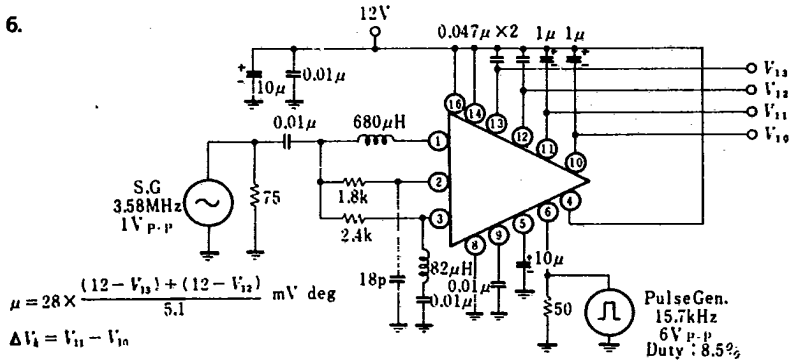 6.
12V
0.047μ ×2 1μ 1μ
+
-
10μ
0.01μ
V13
V12
V11
V10
16
14
13
12
11
10
0.01μ
680μH
1
2
3
S.G
3.58MHz
1V P-P
75
1.8k
2.4k
8
9
5
6
4
18p
82μH
0.01μ
0.01μ
+
10μ
50
Pulse Gen.
15.7kHz
6V P-P
Duty : 8.5%
μ = 28 × (12 − V13) + (12 − V12) / 5.1 mV deg
ΔVk = V11 − V10